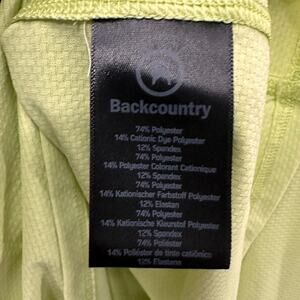 Backcountry
74% Polyester
14% Cationic Dye Polyester
12% Spandex
74% Polyester
14% Polyester Colorant Cationique
12% Spandex
74% Polyester
14% Kationischer Farbstoff Polyester
12% Elastan
74% Polyester
14% Kationische Kleurstof Polyester
12% Spandex
74% Poliéster
14% Poliéster de tinte catiónico
12% Elastano